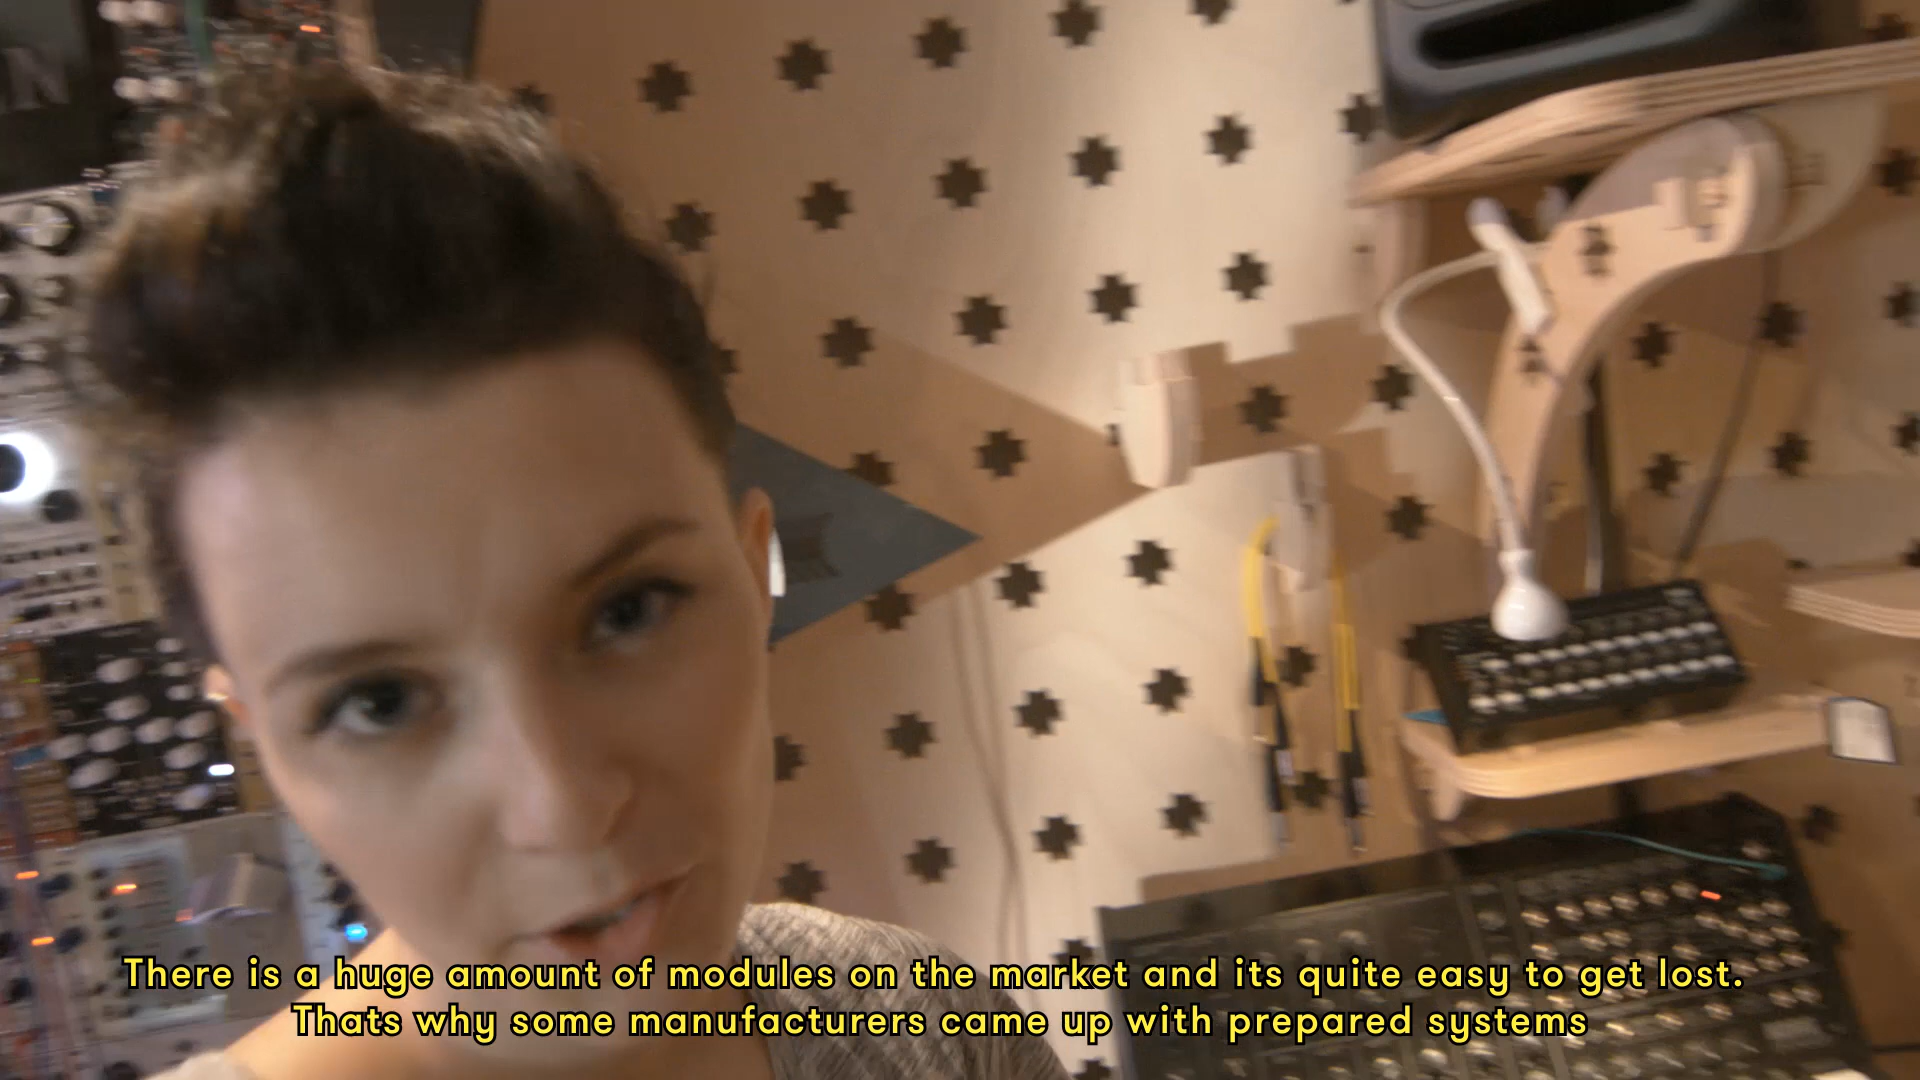 There is a huge amount of modules on the market and its quite easy to get lost.
Thats why some manufacturers came up with prepared systems